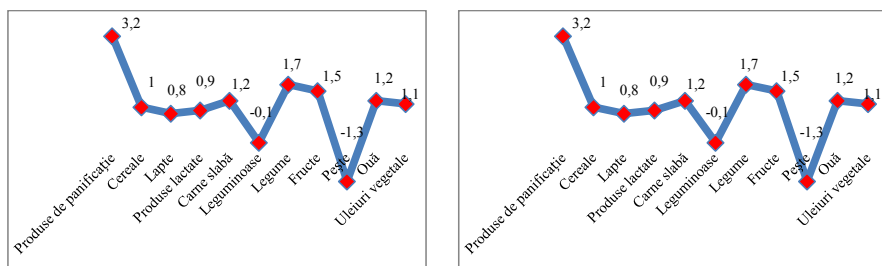 3,2
1
0,8
0,9
1,2
-0,1
1,7
1,5
-1,3
1,2
1,1
Produse de panificație
Cereale
Lapte
Produse lactate
Carne slabă
Leguminoase
Legume
Fructe
Pește
Ouă
Uleiuri vegetale
3,2
1
0,8
0,9
1,2
-0,1
1,7
1,5
-1,3
1,2
1,1
Produse de panificație
Cereale
Lapte
Produse lactate
Carne slabă
Leguminoase
Legume
Fructe
Pește
Ouă
Uleiuri vegetale